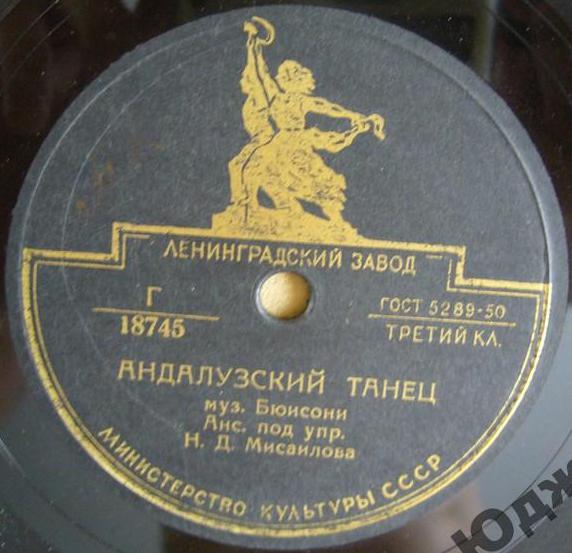 ЛЕНИНГРАДСКИЙ ЗАВОД
Г
18745
ГОСТ 5289-50
ТРЕТИЙ КЛ.
АНДАЛУЗСКИЙ ТАНЕЦ
муз. Бюисони
Анс. под упр.
Н. Д. Мисаилова
МИНИСТЕРСТВО КУЛЬТУРЫ СССР